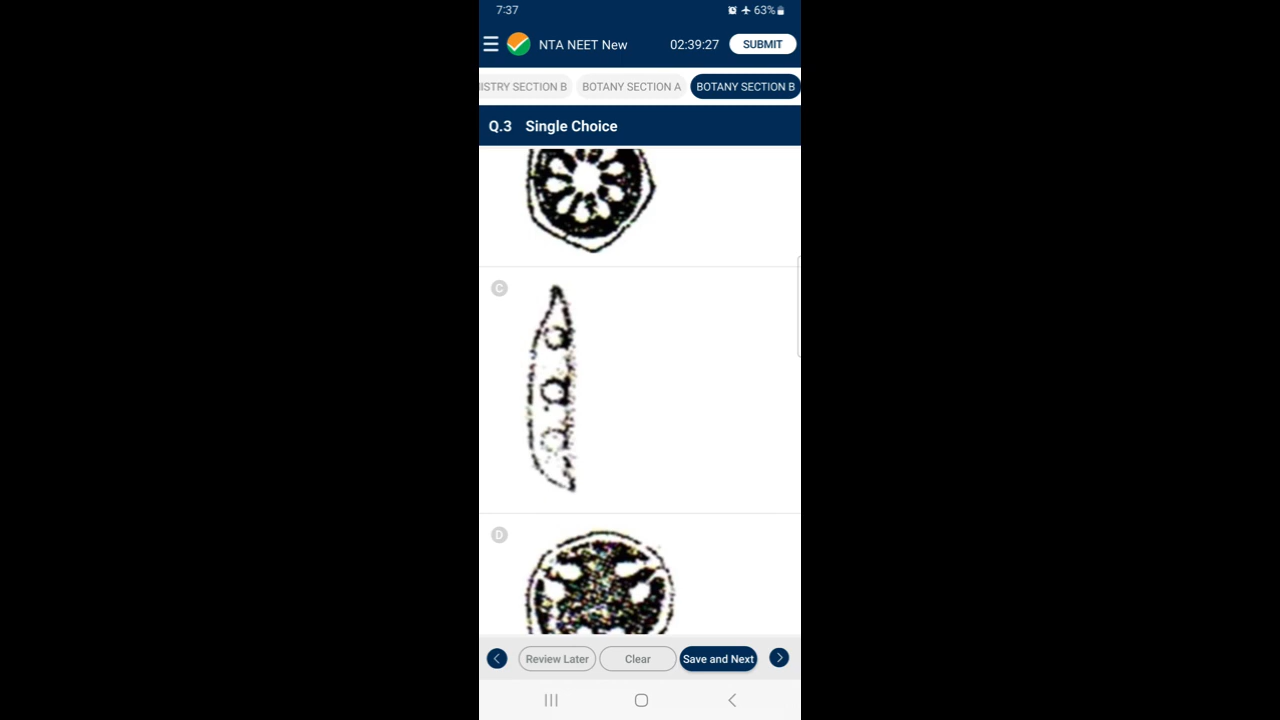 7:37 63%
NTA NEET New 02:39:27 SUBMIT
ISTRY SECTION B BOTANY SECTION A BOTANY SECTION B
Q.3 Single Choice
C
D
Review Later Clear Save and Next